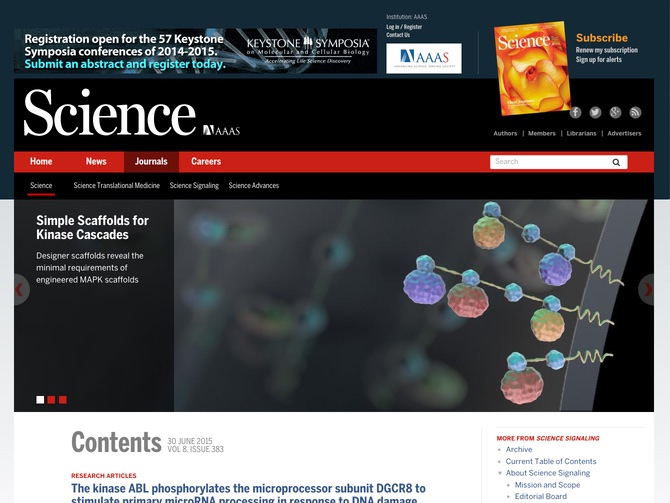 Registration open for the 57 Keystone
Symposia conferences of 2014-2015.
Submit an abstract and register today.
KEYSTONE SYMPOSIA
on Molecular and Cellular Biology
Accelerating Life Science Discovery
Institution: AAAS
Log in / Register
Contact Us
AAAS
Science
Subscribe
Renew my subscription
Sign up for alerts
Science
AAAS
Authors | Members | Librarians | Advertisers
Home
News
Journals
Careers
Search
Science
Science Translational Medicine
Science Signaling
Science Advances
Simple Scaffolds for
Kinase Cascades
Designer scaffolds reveal the
minimal requirements of
engineered MAPK scaffolds
Contents
30 JUNE 2015
VOL 8, ISSUE 383
RESEARCH ARTICLES
The kinase ABL phosphorylates the microprocessor subunit DGCR8 to
stimulate primary microRNA processing in response to DNA damage
MORE FROM SCIENCE SIGNALING
Archive
Current Table of Contents
About Science Signaling
Mission and Scope
Editorial Board